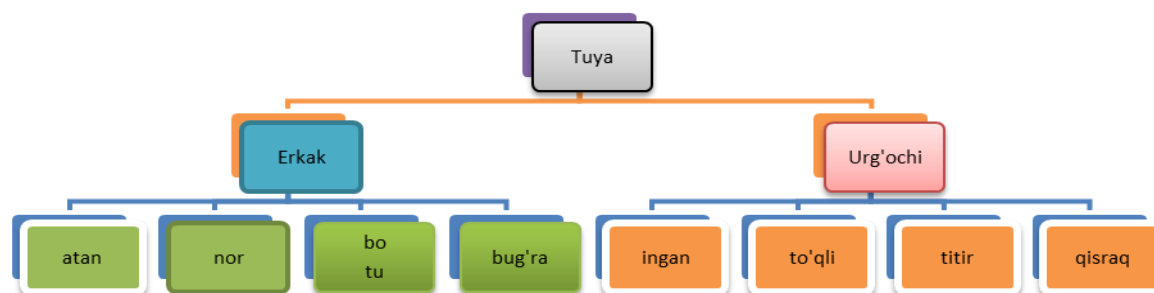 Tuya
Erkak
Urg'ochi
atan
nor
bo
tu
bug'ra
ingan
to'qli
titir
qisraq